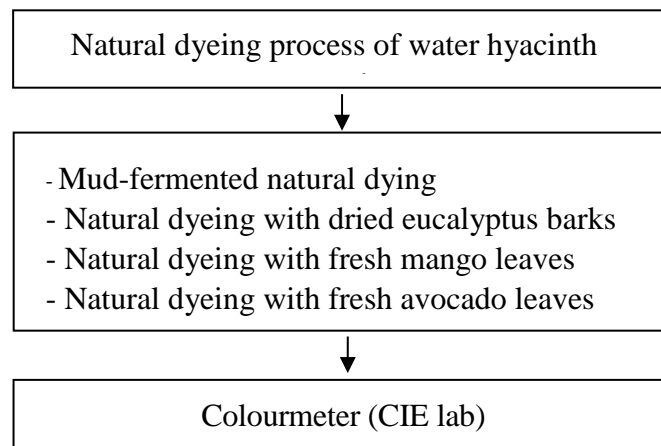 Natural dyeing process of water hyacinth
- Mud-fermented natural dying
- Natural dyeing with dried eucalyptus barks
- Natural dyeing with fresh mango leaves
- Natural dyeing with fresh avocado leaves
Colourmeter (CIE lab)